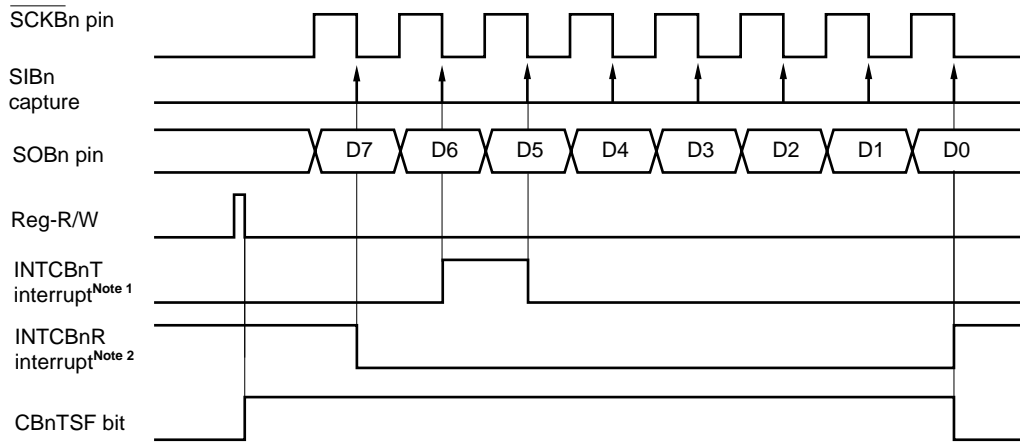 SCKBn pin
SIBn
capture
SOBn pin
D7 D6 D5 D4 D3 D2 D1 D0
Reg-R/W
INTCBnT
interruptNote 1
INTCBnR
interruptNote 2
CBnTSF bit